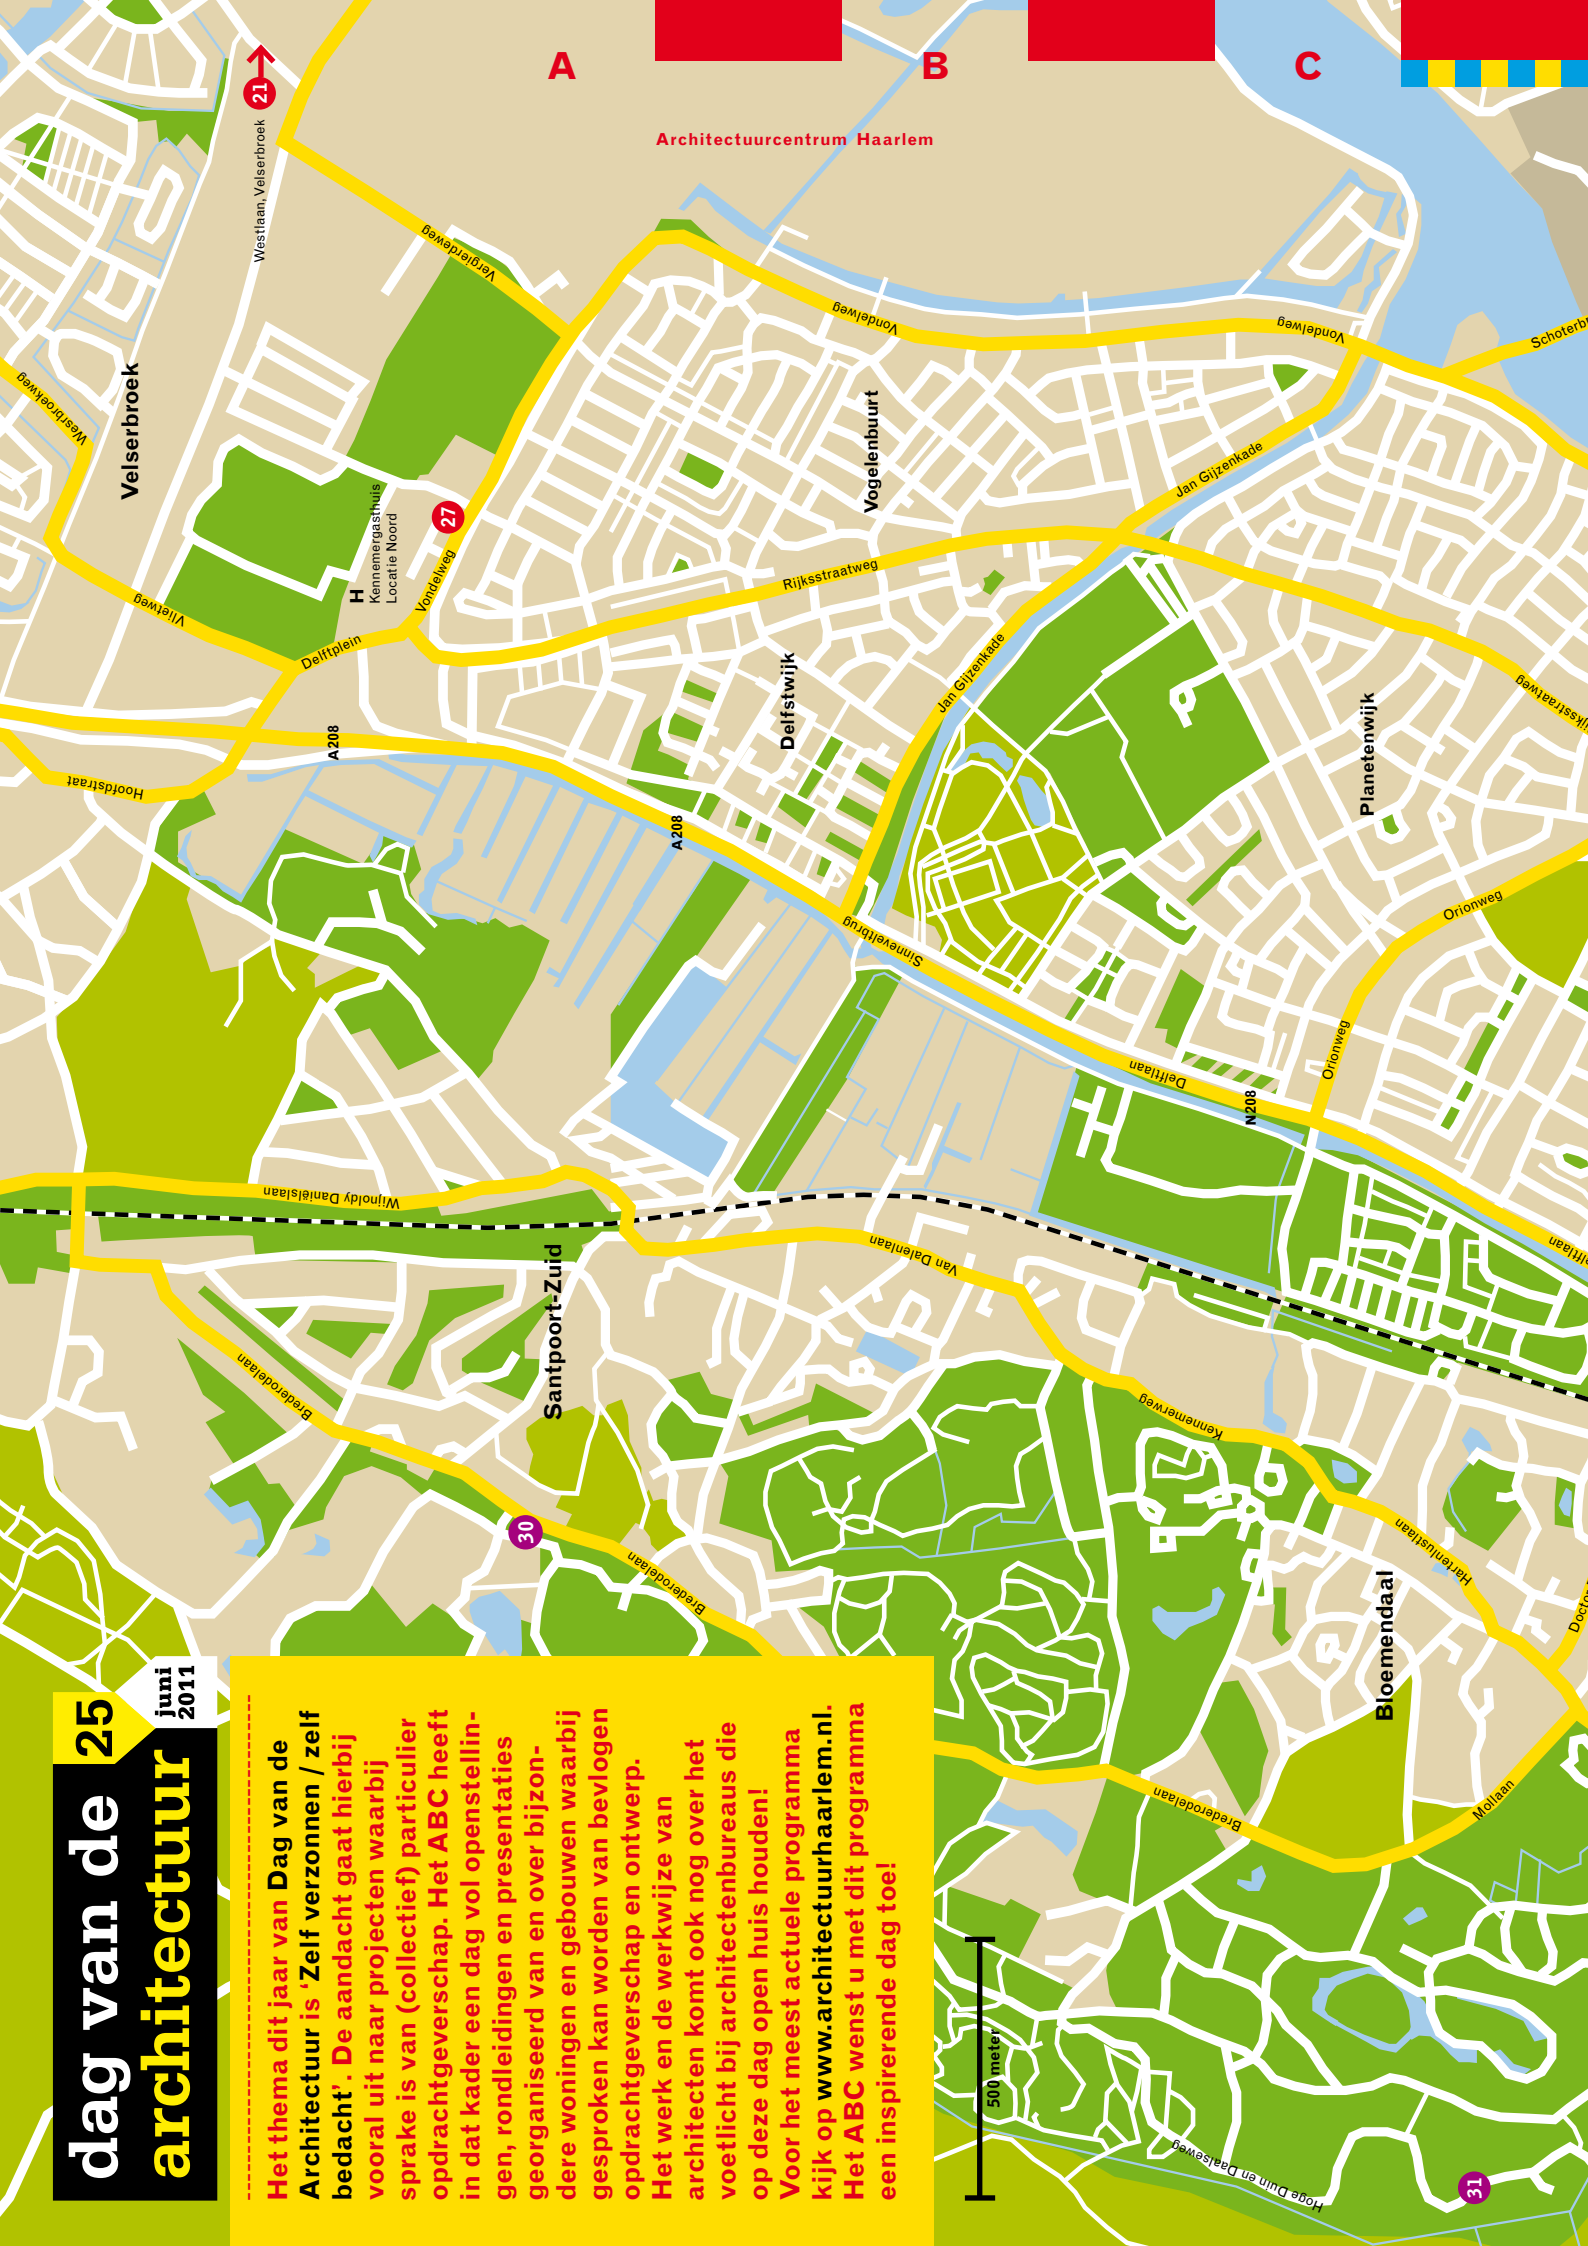 dag van de
architectuur
25
juni
2011
Het thema dit jaar van Dag van de
Architectuur is ‘Zelf verzonnen / zelf
bedacht’. De aandacht gaat hierbij
vooral uit naar projecten waarbij
sprake is van (collectief) particulier
opdrachtgeverschap. Het ABC heeft
in dat kader een dag vol openstellin-
gen, rondleidingen en presentaties
georganiseerd van en over bijzon-
dere woningen en gebouwen waarbij
gesproken kan worden van bevlogen
opdrachtgeverschap en ontwerp.
Het werk en de werkwijze van
architecten komt ook nog over het
voetlicht bij architectenbureaus die
op deze dag open huis houden!
Voor het meest actuele programma
kijk op www.architectuurhaarlem.nl.
Het ABC wenst u met dit programma
een inspirerende dag toe!
A
B
C
Architectuurcentrum Haarlem
21
Westlaan, Velserbroek
Velserbroek
Wesrbroekweg
Vergierdeweg
Vlietweg
H
Kennemergasthuis
Locatie Noord
27
Vondelweg
Delftplein
Vondelweg
Vondelweg
Schoterb
Vogelenbuurt
Jan Gijzenkade
Rijksstraatweg
Jan Gijzenkade
Delfstwijk
Planetenwijk
ijksstraatweg
A208
A208
Hoofdstraat
Sinneveltbrug
Orionweg
Orionweg
Delftlaan
N208
elftlaan
Wijnoldy Daniëlslaan
Santpoort-Zuid
Van Dalenlaan
Brederodelaan
30
Brederodelaan
Kennemerweg
Hartenlustlaan
Bloemendaal
Docto
Brederodelaan
Mollaan
500 meter
Hoge Duin en Daalseweg
31